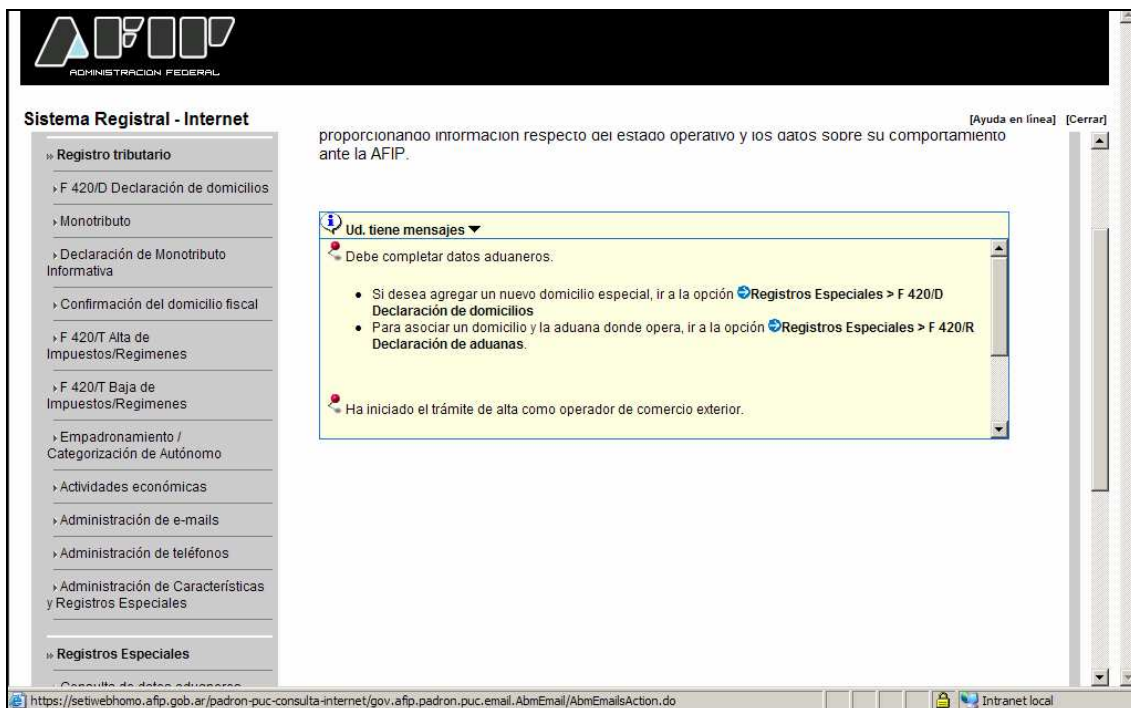 AFIP
ADMINISTRACION FEDERAL
Sistema Registral - Internet
[Ayuda en línea] [Cerrar]
» Registro tributario
› F 420/D Declaración de domicilios
› Monotributo
› Declaración de Monotributo
Informativa
› Confirmación del domicilio fiscal
› F 420/T Alta de
Impuestos/Regimenes
› F 420/T Baja de
Impuestos/Regimenes
› Empadronamiento /
Categorización de Autónomo
› Actividades económicas
› Administración de e-mails
› Administración de teléfonos
› Administración de Características
y Registros Especiales
» Registros Especiales
› Consulta de datos aduaneros
proporcionando información respecto del estado operativo y los datos sobre su comportamiento
ante la AFIP.
Ud. tiene mensajes
Debe completar datos aduaneros.
• Si desea agregar un nuevo domicilio especial, ir a la opción Registros Especiales > F 420/D
Declaración de domicilios
• Para asociar un domicilio y la aduana donde opera, ir a la opción Registros Especiales > F 420/R
Declaración de aduanas.
Ha iniciado el trámite de alta como operador de comercio exterior.
https://setiwebhomo.afip.gob.ar/padron-puc-consulta-internet/gov.afip.padron.puc.email.AbmEmail/AbmEmailsAction.do
Intranet local